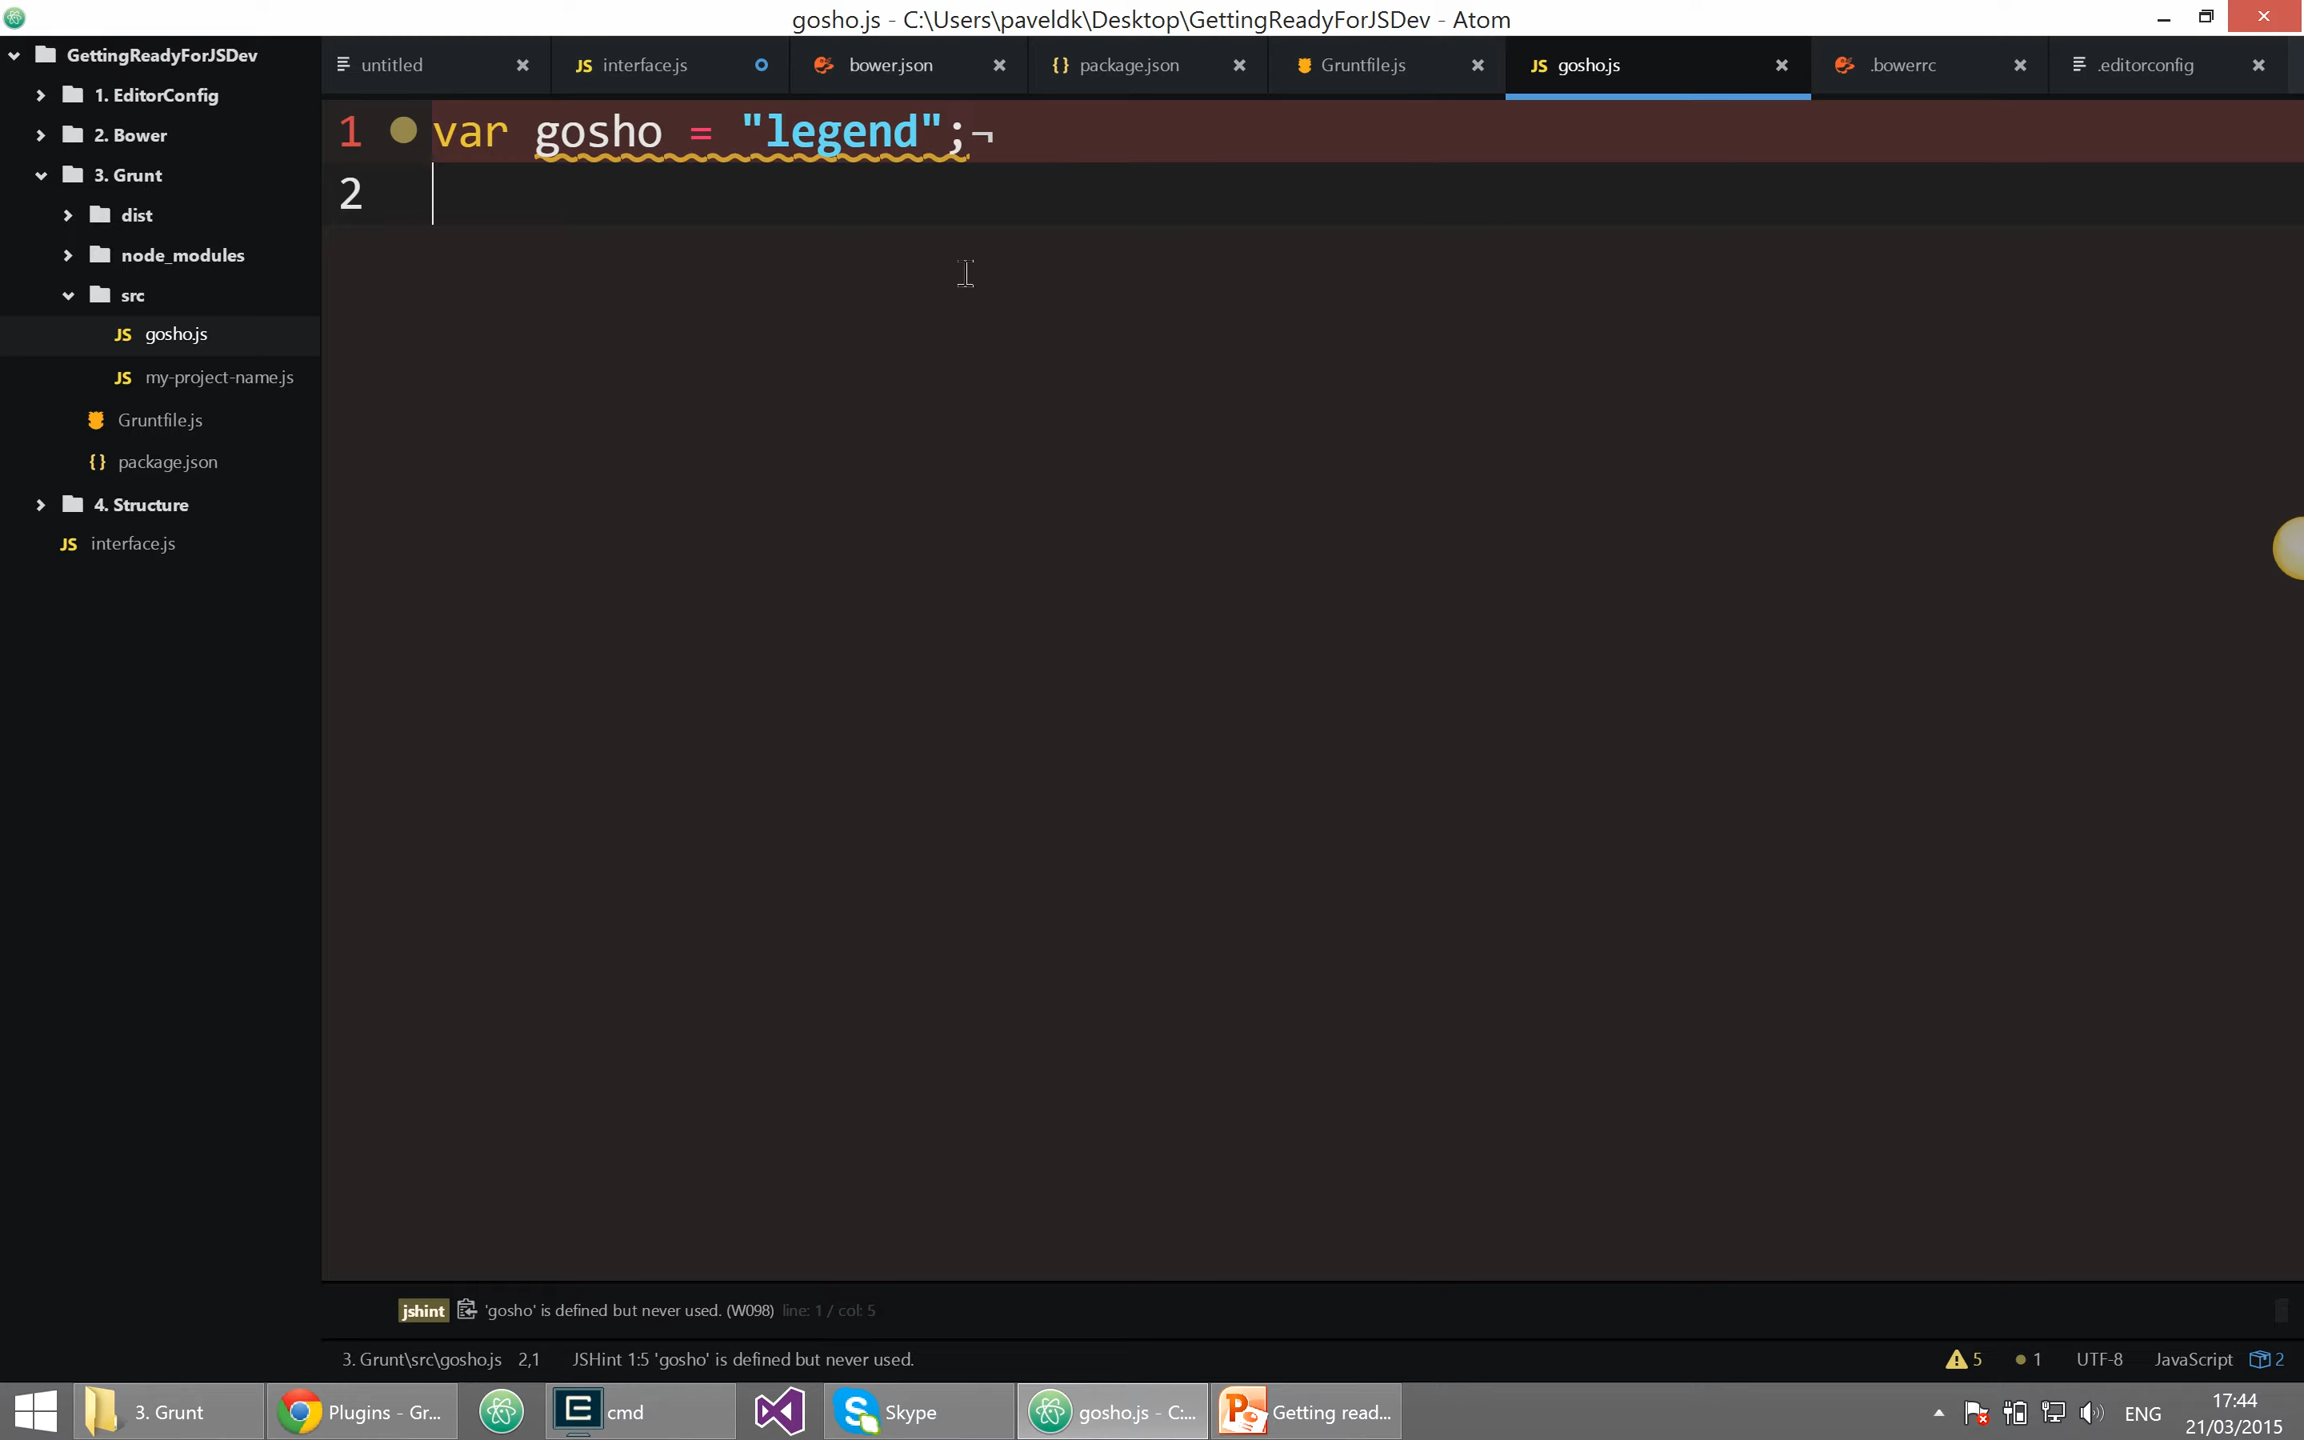 gosho.js - C:\Users\paveldk\Desktop\GettingReadyForJSDev - Atom
GettingReadyForJSDev
1. EditorConfig
2. Bower
3. Grunt
dist
node_modules
src
JS gosho.js
JS my-project-name.js
Gruntfile.js
{} package.json
4. Structure
JS interface.js
untitled
JS interface.js
bower.json
{} package.json
Gruntfile.js
JS gosho.js
.bowerrc
.editorconfig
1 var gosho = "legend";¬
2
jshint 'gosho' is defined but never used. (W098) line: 1 / col: 5
3. Grunt\src\gosho.js 2,1 JSHint 1:5 'gosho' is defined but never used.
5 1 UTF-8 JavaScript 2
3. Grunt
Plugins - Gr...
cmd
Skype
gosho.js - C:...
Getting read...
ENG
17:44
21/03/2015